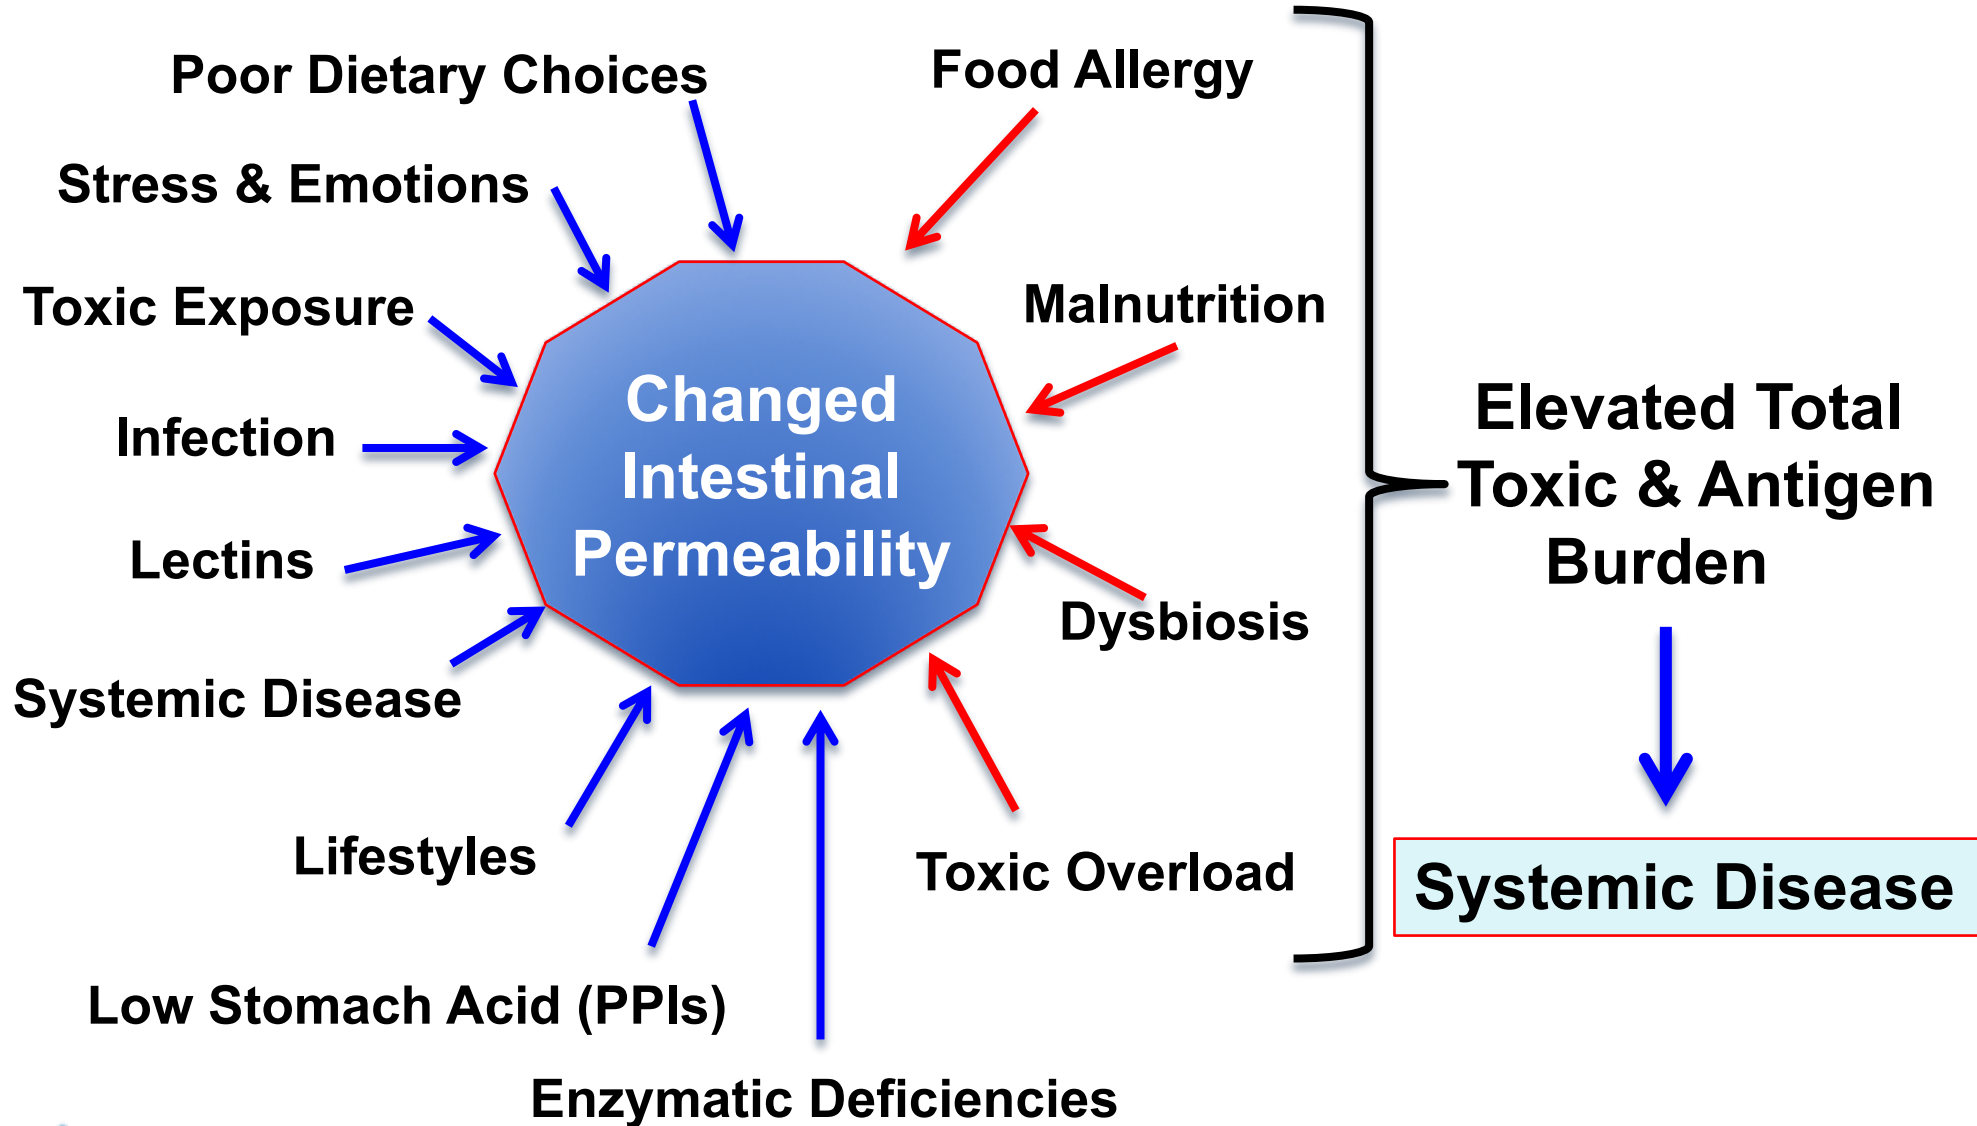 Poor Dietary Choices
Food Allergy
Stress & Emotions
Toxic Exposure
Malnutrition
Infection
Changed
Intestinal
Permeability
Elevated Total
Toxic & Antigen
Burden
Lectins
Dysbiosis
Systemic Disease
Lifestyles
Toxic Overload
Systemic Disease
Low Stomach Acid (PPIs)
Enzymatic Deficiencies